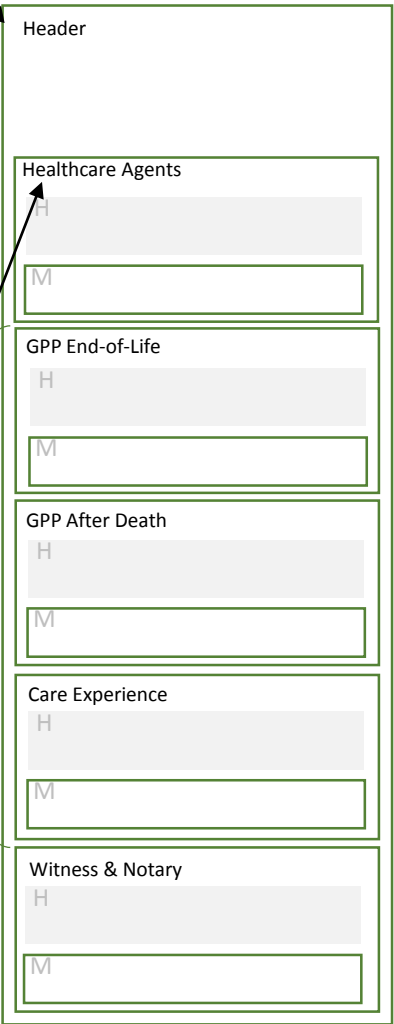 Header
Healthcare Agents
H
M
GPP End-of-Life
H
M
GPP After Death
H
M
Care Experience
H
M
Witness & Notary
H
M